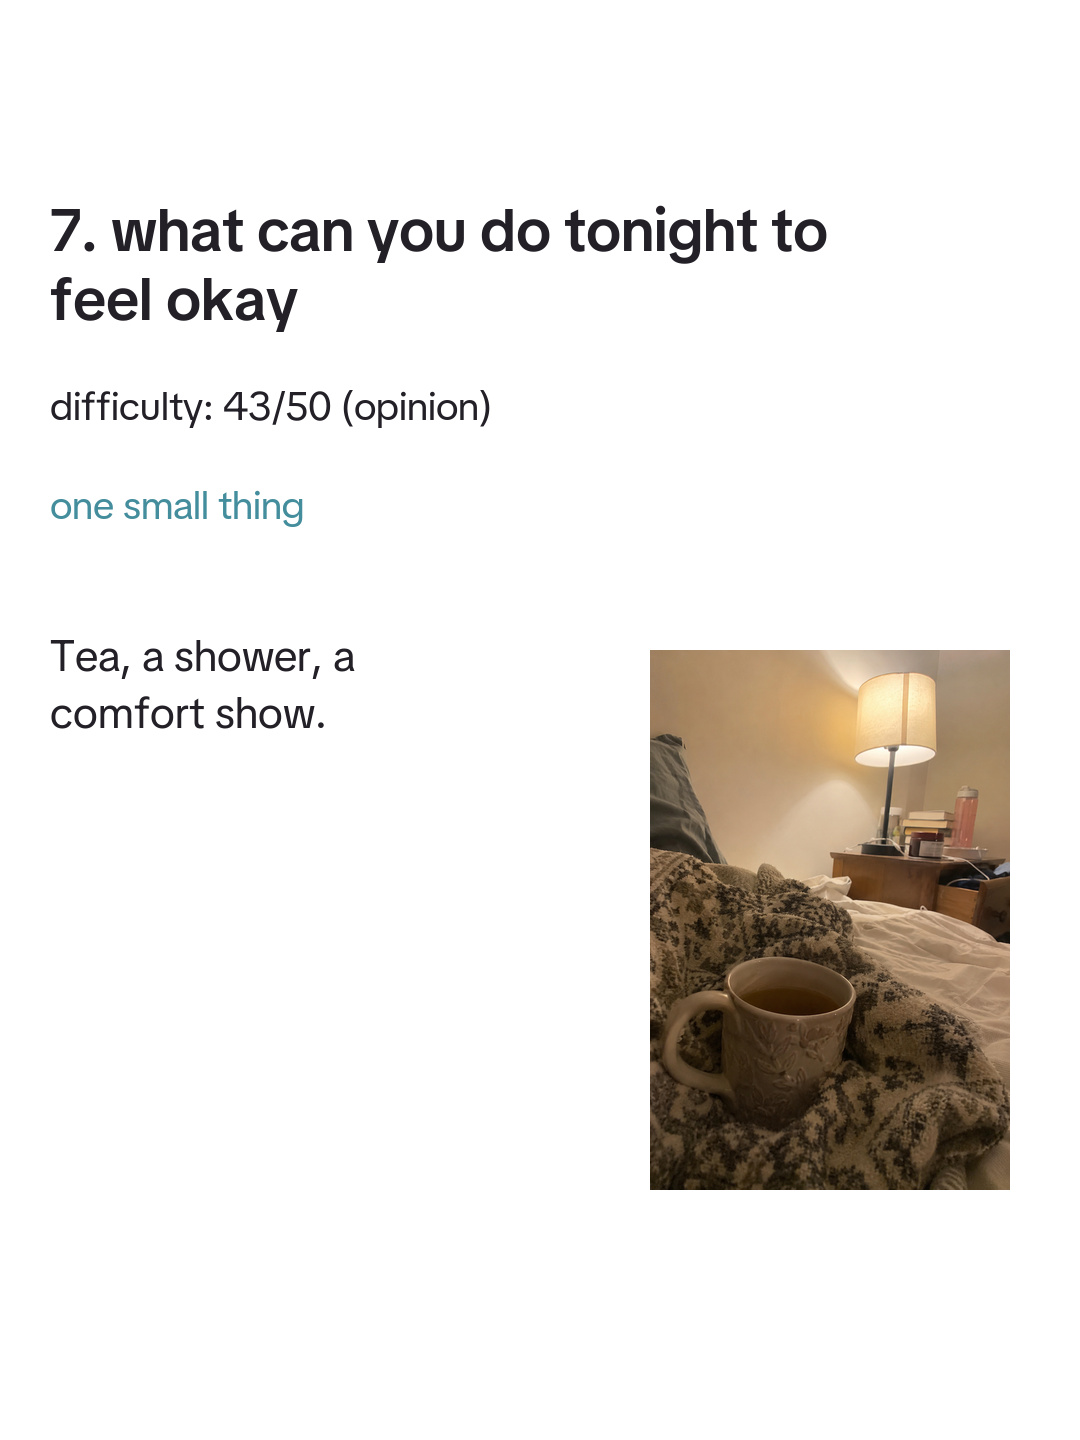 7. what can you do tonight to
feel okay
difficulty: 43/50 (opinion)
one small thing
Tea, a shower, a
comfort show.